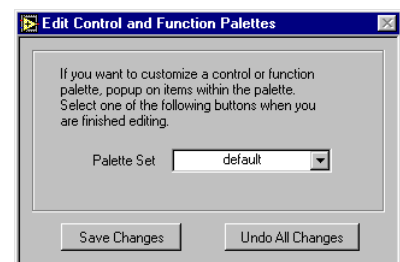 Edit Control and Function Palettes
If you want to customize a control or function
palette, popup on items within the palette.
Select one of the following buttons when you
are finished editing.
Palette Set default
Save Changes Undo All Changes